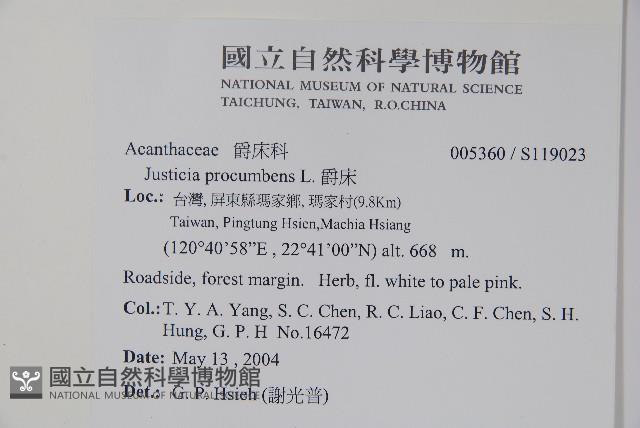 國立自然科學博物館
NATIONAL MUSEUM OF NATURAL SCIENCE
TAICHUNG, TAIWAN, R.O.CHINA
Acanthaceae 爵床科 005360 / S119023
Justicia procumbens L. 爵床
Loc.: 台灣, 屏東縣瑪家鄉, 瑪家村(9.8Km)
Taiwan, Pingtung Hsien,Machia Hsiang
(120°40’58”E , 22°41’00”N) alt. 668 m.
Roadside, forest margin. Herb, fl. white to pale pink.
Col.: T. Y. A. Yang, S. C. Chen, R. C. Liao, C. F. Chen, S. H.
Hung, G. P. H No.16472
Date: May 13 , 2004
Det.: G. P. Hsieh (謝光普)
國立自然科學博物館
NATIONAL MUSEUM OF NATURAL SCIENCE